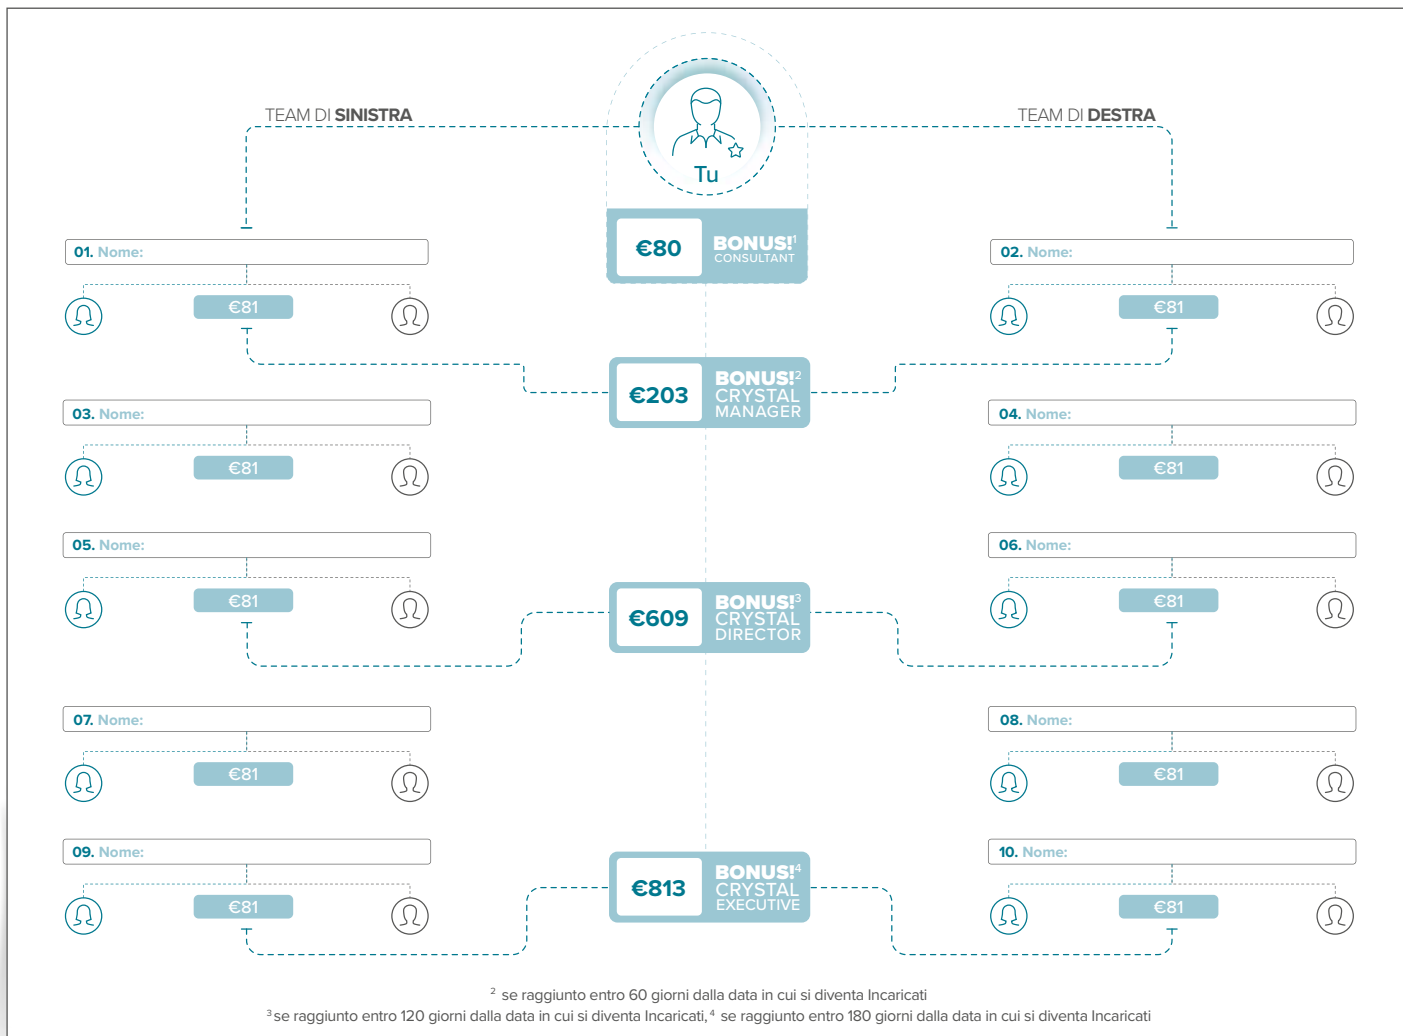 TEAM DI SINISTRA
TEAM DI DESTRA
Tu
€80 BONUS!¹
CONSULTANT
01. Nome:
02. Nome:
€81
€81
€203 BONUS!²
CRYSTAL
MANAGER
03. Nome:
04. Nome:
€81
€81
05. Nome:
06. Nome:
€81
€81
€609 BONUS!³
CRYSTAL
DIRECTOR
07. Nome:
08. Nome:
€81
€81
09. Nome:
10. Nome:
€813 BONUS!⁴
CRYSTAL
EXECUTIVE
€81
€81
² se raggiunto entro 60 giorni dalla data in cui si diventa Incaricati
³ se raggiunto entro 120 giorni dalla data in cui si diventa Incaricati, ⁴ se raggiunto entro 180 giorni dalla data in cui si diventa Incaricati